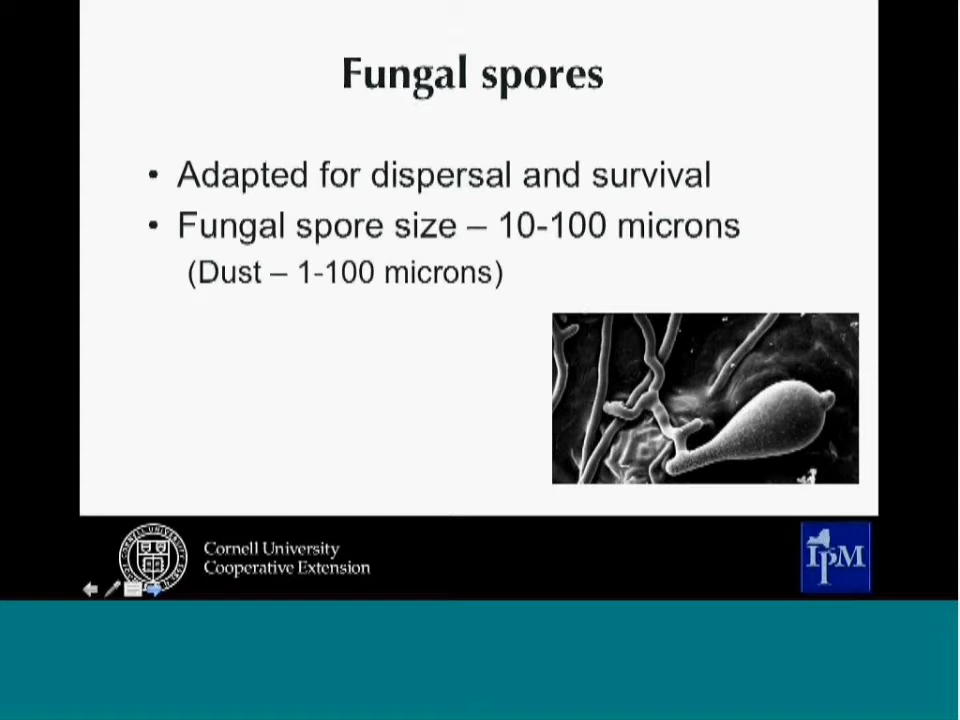 Fungal spores
• Adapted for dispersal and survival
• Fungal spore size – 10-100 microns
(Dust – 1-100 microns)
Cornell University
Cooperative Extension
IPM